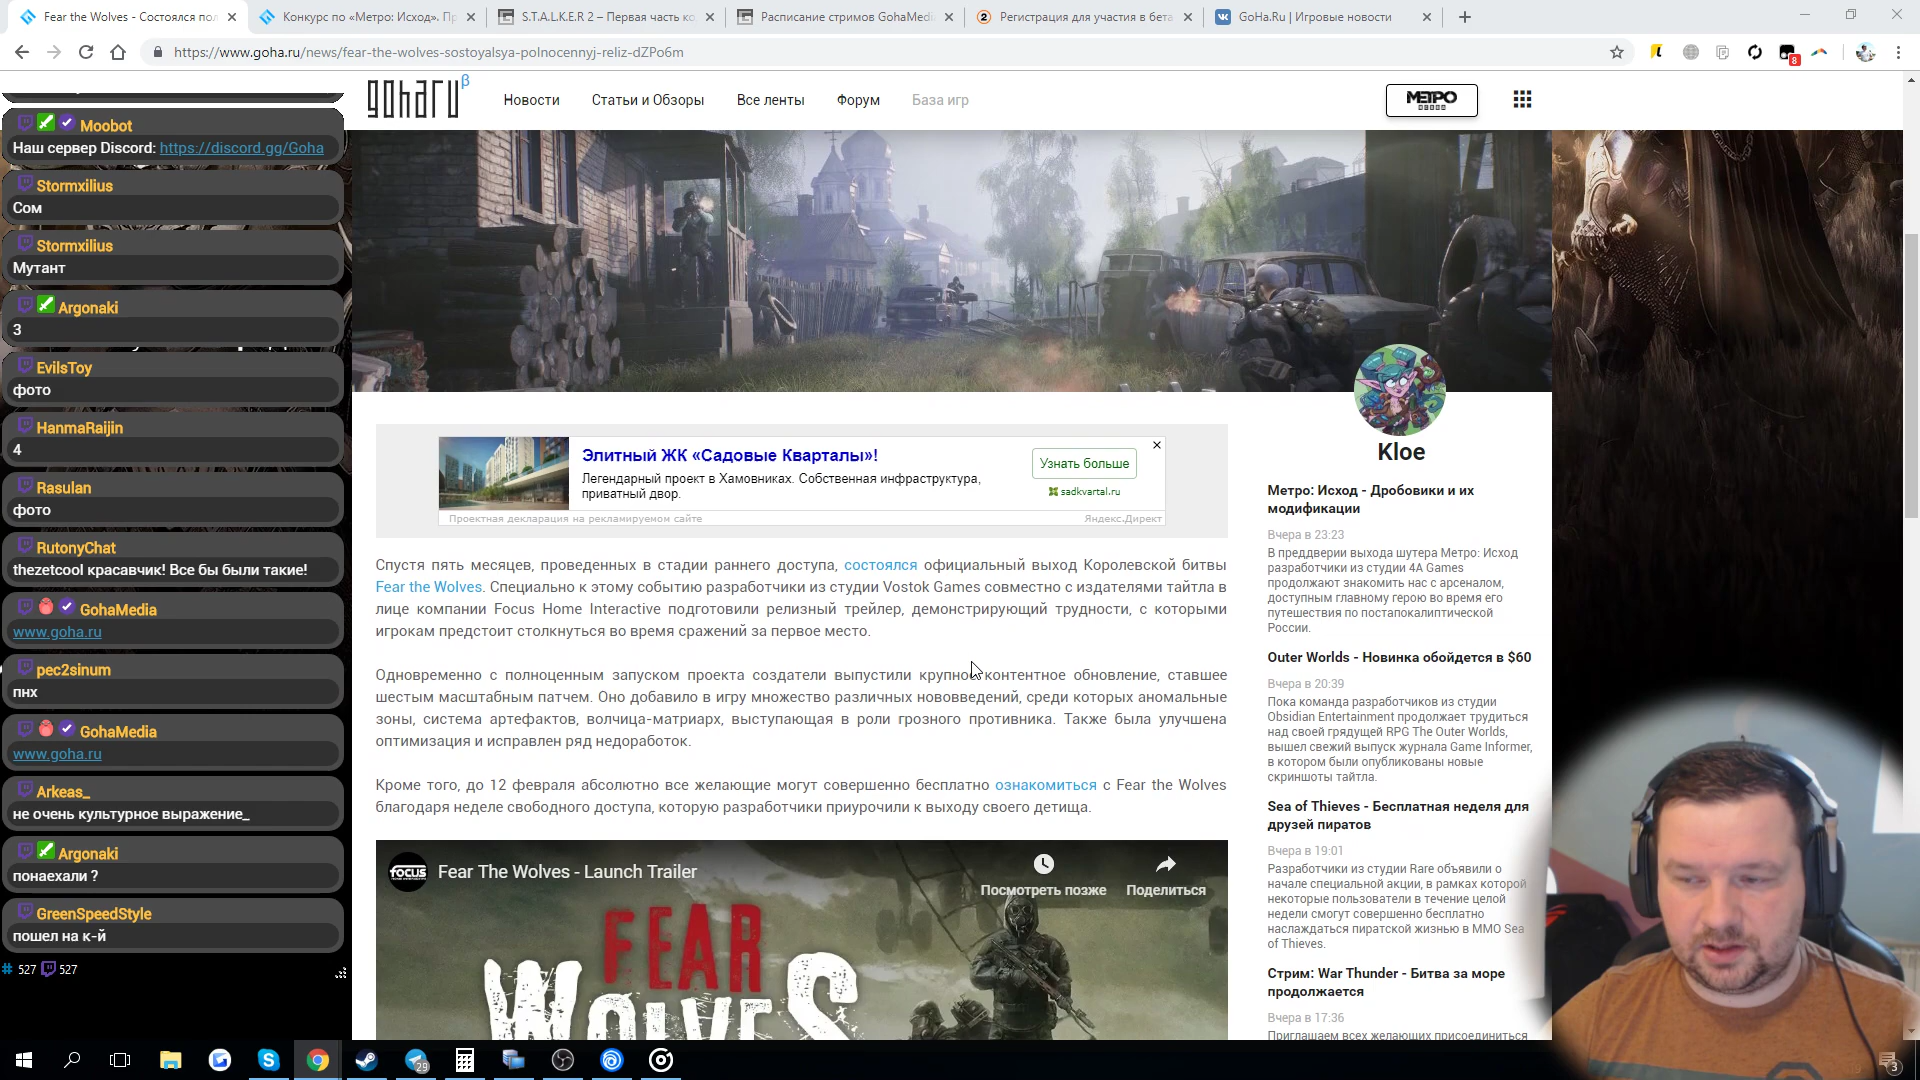 Fear the Wolves - Состоялся пол
Конкурс по «Метро: Исход». Пр
S.T.A.L.K.E.R 2 – Первая часть ко
Расписание стримов GohaMedia
Регистрация для участия в бета
GoHa.Ru | Игровые новости
https://www.goha.ru/news/fear-the-wolves-sostoyalsya-polnocennyj-reliz-dZPo6m
8
goharu β
Новости
Статьи и Обзоры
Все ленты
Форум
База игр
МЕТРО
Moobot
Наш сервер Discord: https://discord.gg/Goha
Stormxilius
Сом
Stormxilius
Мутант
Argonaki
3
EvilsToy
фото
HanmaRaijin
4
Rasulan
фото
RutonyChat
thezetcool красавчик! Все бы были такие!
GohaMedia
www.goha.ru
pec2sinum
пнх
GohaMedia
www.goha.ru
Arkeas_
не очень культурное выражение_
Argonaki
понаехали ?
GreenSpeedStyle
пошел на к-й
527 527
Элитный ЖК «Садовые Кварталы»!
Легендарный проект в Хамовниках. Собственная инфраструктура,
приватный двор.
Узнать больше
sadkvartal.ru
Проектная декларация на рекламируемом сайте
Яндекс.Директ
Спустя пять месяцев, проведенных в стадии раннего доступа, состоялся официальный выход Королевской битвы
Fear the Wolves. Специально к этому событию разработчики из студии Vostok Games совместно с издателями тайтла в
лице компании Focus Home Interactive подготовили релизный трейлер, демонстрирующий трудности, с которыми
игрокам предстоит столкнуться во время сражений за первое место.
Одновременно с полноценным запуском проекта создатели выпустили крупное контентное обновление, ставшее
шестым масштабным патчем. Оно добавило в игру множество различных нововведений, среди которых аномальные
зоны, система артефактов, волчица-матриарх, выступающая в роли грозного противника. Также была улучшена
оптимизация и исправлен ряд недоработок.
Кроме того, до 12 февраля абсолютно все желающие могут совершенно бесплатно ознакомиться с Fear the Wolves
благодаря неделе свободного доступа, которую разработчики приурочили к выходу своего детища.
FOCUS
Fear The Wolves - Launch Trailer
Посмотреть позже
Поделиться
FEAR
WOLVES
Kloe
Метро: Исход - Дробовики и их
модификации
Вчера в 23:23
В преддверии выхода шутера Метро: Исход
разработчики из студии 4A Games
продолжают знакомить нас с арсеналом,
доступным главному герою во время его
путешествия по постапокалиптической
России.
Outer Worlds - Новинка обойдется в $60
Вчера в 20:39
Пока команда разработчиков из студии
Obsidian Entertainment продолжает трудиться
над своей грядущей RPG The Outer Worlds,
вышел свежий выпуск журнала Game Informer,
в котором были опубликованы новые
скриншоты тайтла.
Sea of Thieves - Бесплатная неделя для
друзей пиратов
Вчера в 19:01
Разработчики из студии Rare объявили о
начале специальной акции, в рамках которой
некоторые пользователи в течение целой
недели смогут совершенно бесплатно
наслаждаться пиратской жизнью в ММО Sea
of Thieves.
Стрим: War Thunder - Битва за море
продолжается
Вчера в 17:36
Приглашаем всех желающих присоединиться
29
3